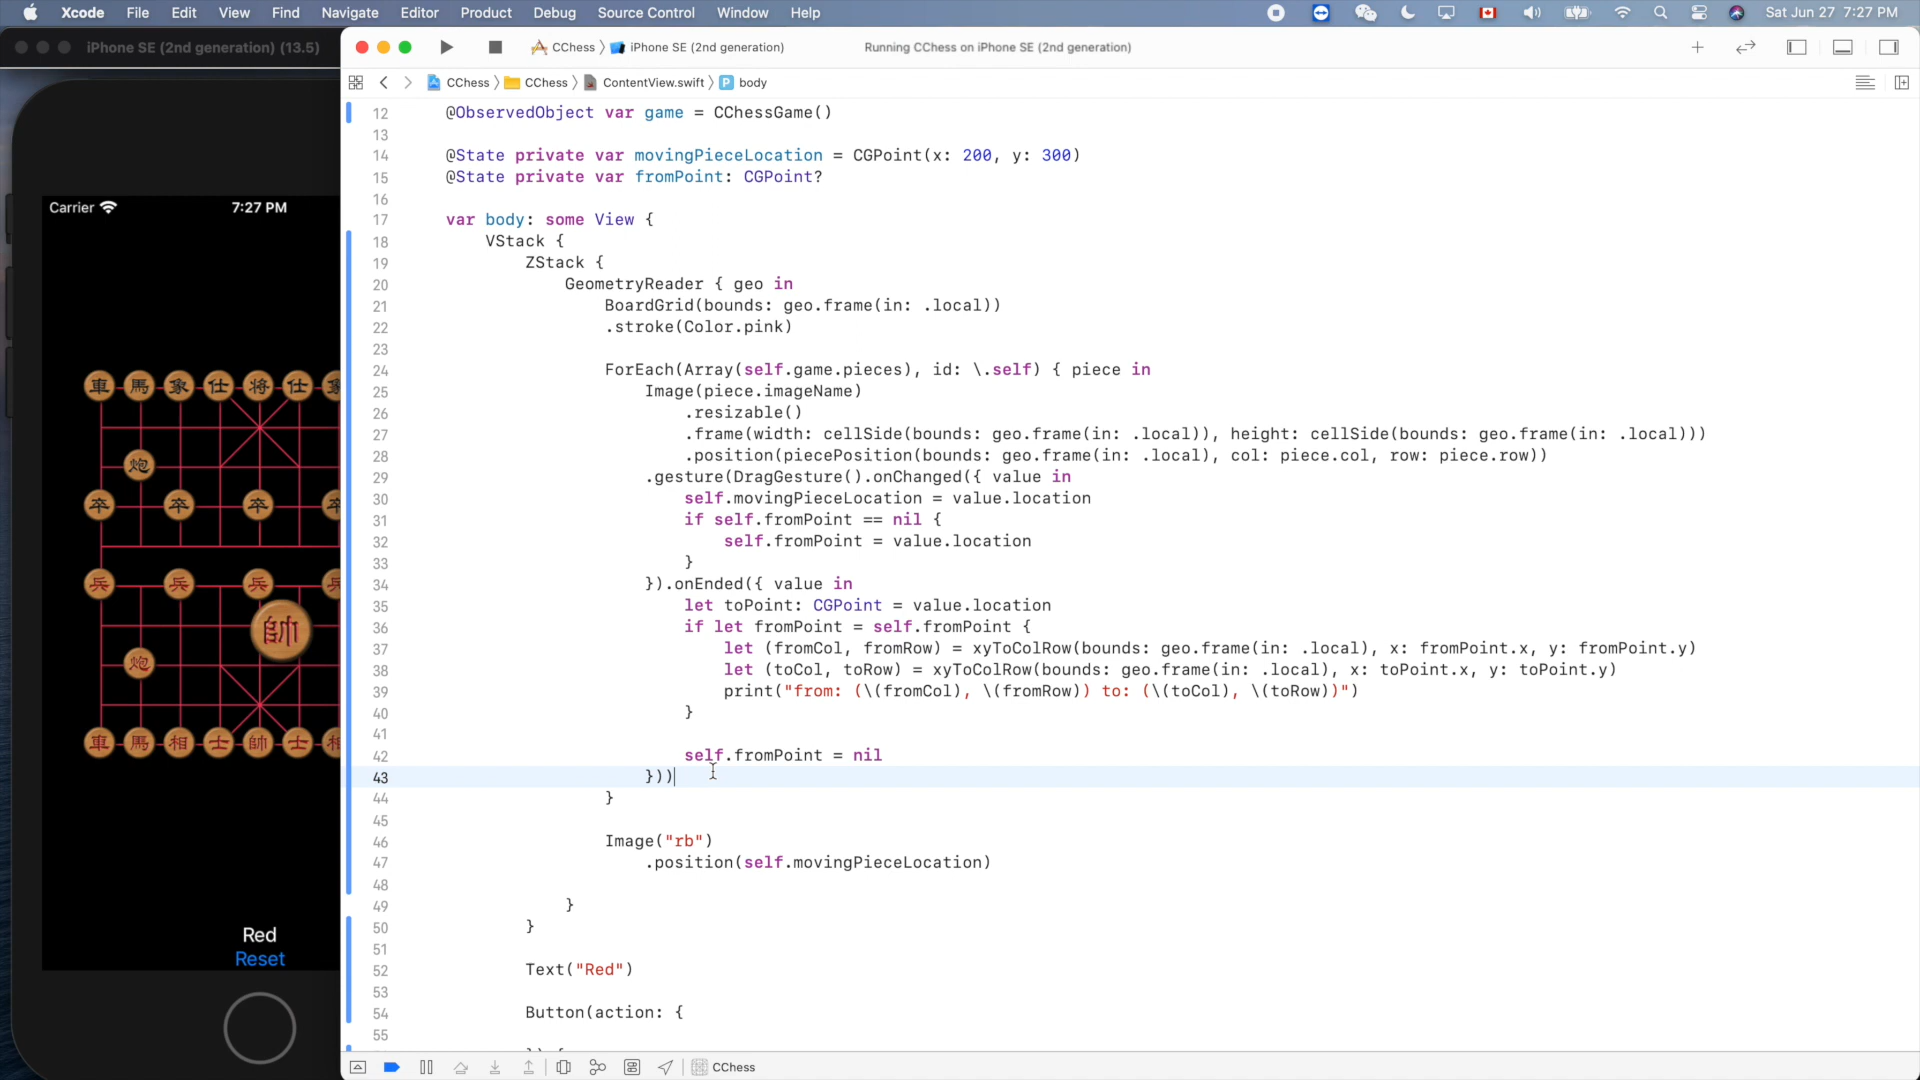 Xcode File Edit View Find Navigate Editor Product Debug Source Control Window Help Sat Jun 27 7:27 PM
iPhone SE (2nd generation) (13.5)
CChess 〉 iPhone SE (2nd generation) Running CChess on iPhone SE (2nd generation)
CChess 〉 CChess 〉 ContentView.swift 〉 P body
12 @ObservedObject var game = CChessGame()
13
14 @State private var movingPieceLocation = CGPoint(x: 200, y: 300)
15 @State private var fromPoint: CGPoint?
16
17 var body: some View {
18 VStack {
19 ZStack {
20 GeometryReader { geo in
21 BoardGrid(bounds: geo.frame(in: .local))
22 .stroke(Color.pink)
23
24 ForEach(Array(self.game.pieces), id: \.self) { piece in
25 Image(piece.imageName)
26 .resizable()
27 .frame(width: cellSide(bounds: geo.frame(in: .local)), height: cellSide(bounds: geo.frame(in: .local)))
28 .position(piecePosition(bounds: geo.frame(in: .local), col: piece.col, row: piece.row))
29 .gesture(DragGesture().onChanged({ value in
30 self.movingPieceLocation = value.location
31 if self.fromPoint == nil {
32 self.fromPoint = value.location
33 }
34 }).onEnded({ value in
35 let toPoint: CGPoint = value.location
36 if let fromPoint = self.fromPoint {
37 let (fromCol, fromRow) = xyToColRow(bounds: geo.frame(in: .local), x: fromPoint.x, y: fromPoint.y)
38 let (toCol, toRow) = xyToColRow(bounds: geo.frame(in: .local), x: toPoint.x, y: toPoint.y)
39 print("from: (\(fromCol), \(fromRow)) to: (\(toCol), \(toRow))")
40 }
41
42 self.fromPoint = nil
43 }))
44 }
45
46 Image("rb")
47 .position(self.movingPieceLocation)
48
49 }
50 }
51
52 Text("Red")
53
54 Button(action: {
55
CChess
Carrier 7:27 PM
車 馬 象 仕 将 仕 象
炮
卒 卒 卒 卒
兵 兵 兵 兵
帥
炮
車 馬 相 士 帥 士 相
Red
Reset